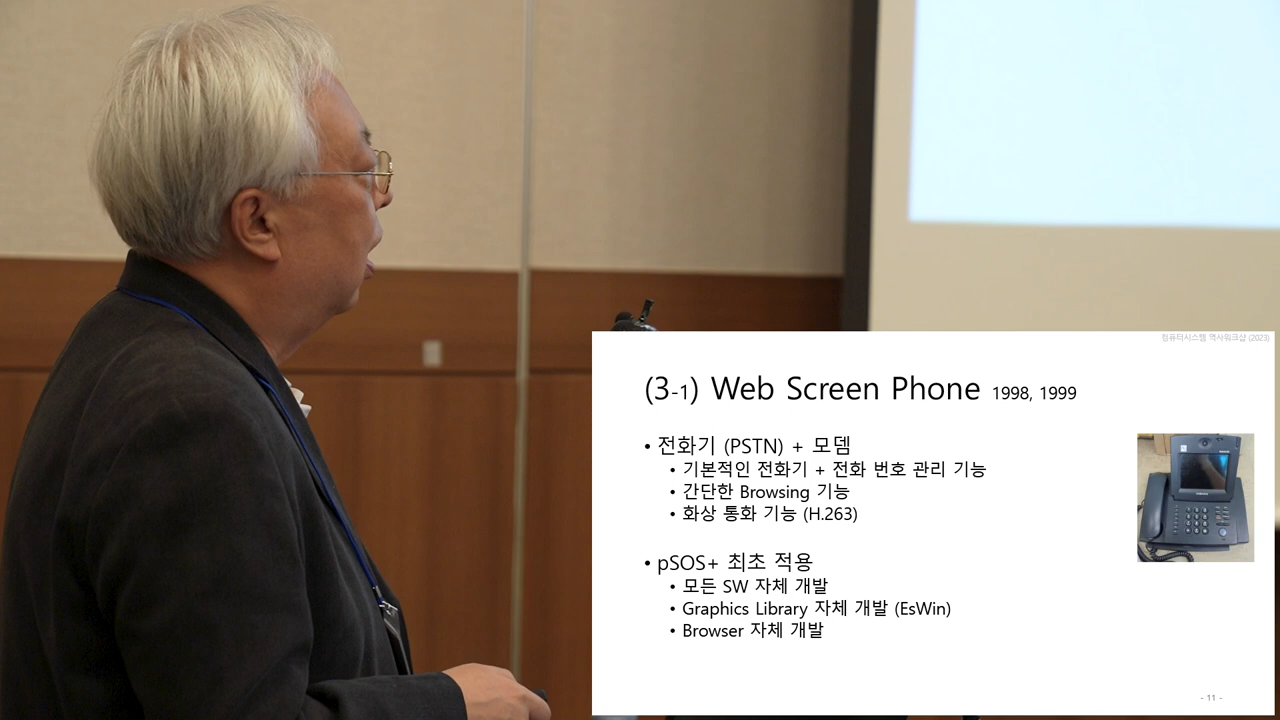 컴퓨터시스템 역사워크샵 (2023)
(3-1) Web Screen Phone 1998, 1999
• 전화기 (PSTN) + 모뎀
• 기본적인 전화기 + 전화 번호 관리 기능
• 간단한 Browsing 기능
• 화상 통화 기능 (H.263)
• pSOS+ 최초 적용
• 모든 SW 자체 개발
• Graphics Library 자체 개발 (EsWin)
• Browser 자체 개발
- 11 -